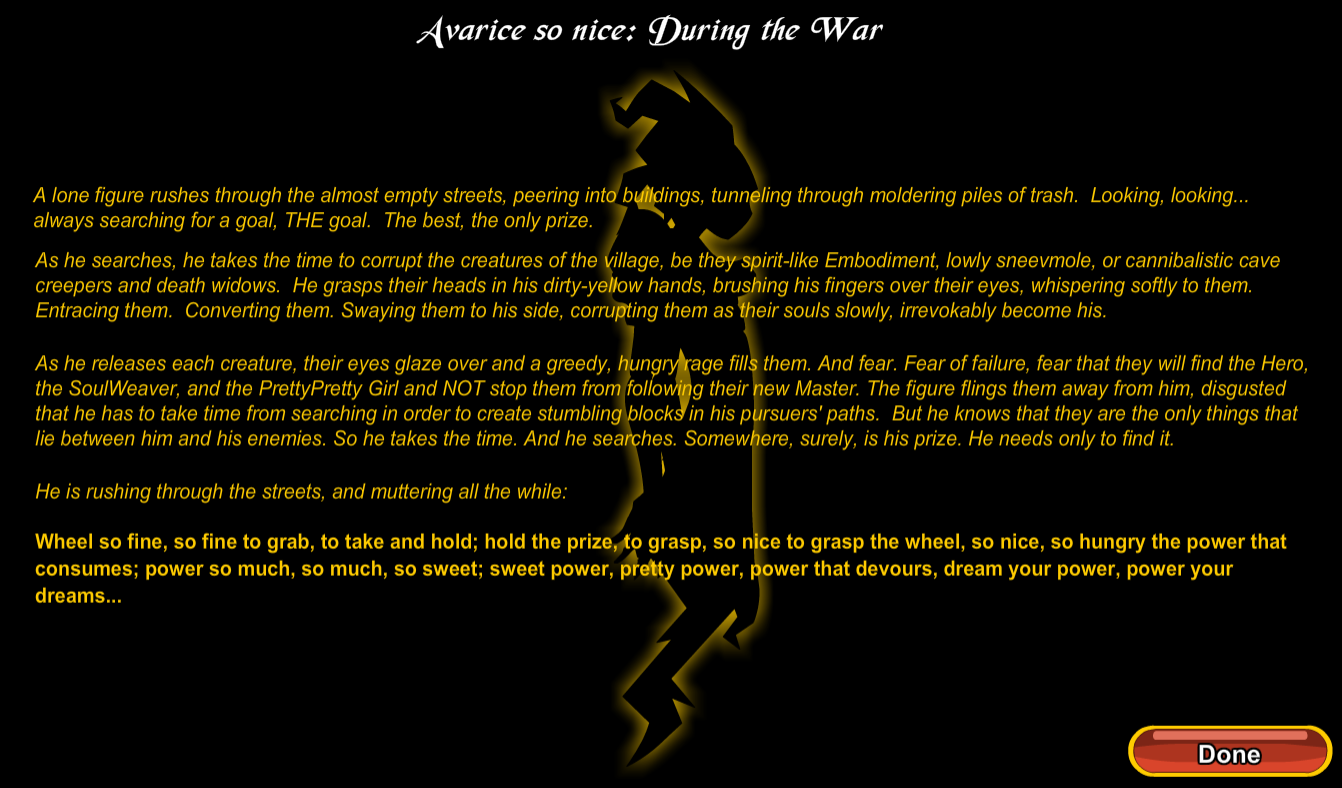 Avarice so nice: During the War
A lone figure rushes through the almost empty streets, peering into buildings, tunneling through moldering piles of trash.  Looking, looking...
always searching for a goal, THE goal.  The best, the only prize.
As he searches, he takes the time to corrupt the creatures of the village, be they spirit-like Embodiment, lowly sneevmole, or cannibalistic cave
creepers and death widows.  He grasps their heads in his dirty-yellow hands, brushing his fingers over their eyes, whispering softly to them.
Entracing them.  Converting them. Swaying them to his side, corrupting them as their souls slowly, irrevokably become his.
As he releases each creature, their eyes glaze over and a greedy, hungry rage fills them. And fear. Fear of failure, fear that they will find the Hero,
the SoulWeaver, and the PrettyPretty Girl and NOT stop them from following their new Master. The figure flings them away from him, disgusted
that he has to take time from searching in order to create stumbling blocks in his pursuers' paths.  But he knows that they are the only things that
lie between him and his enemies. So he takes the time. And he searches. Somewhere, surely, is his prize. He needs only to find it.
He is rushing through the streets, and muttering all the while:
Wheel so fine, so fine to grab, to take and hold; hold the prize, to grasp, so nice to grasp the wheel, so nice, so hungry the power that
consumes; power so much, so much, so sweet; sweet power, pretty power, power that devours, dream your power, power your
dreams...
Done